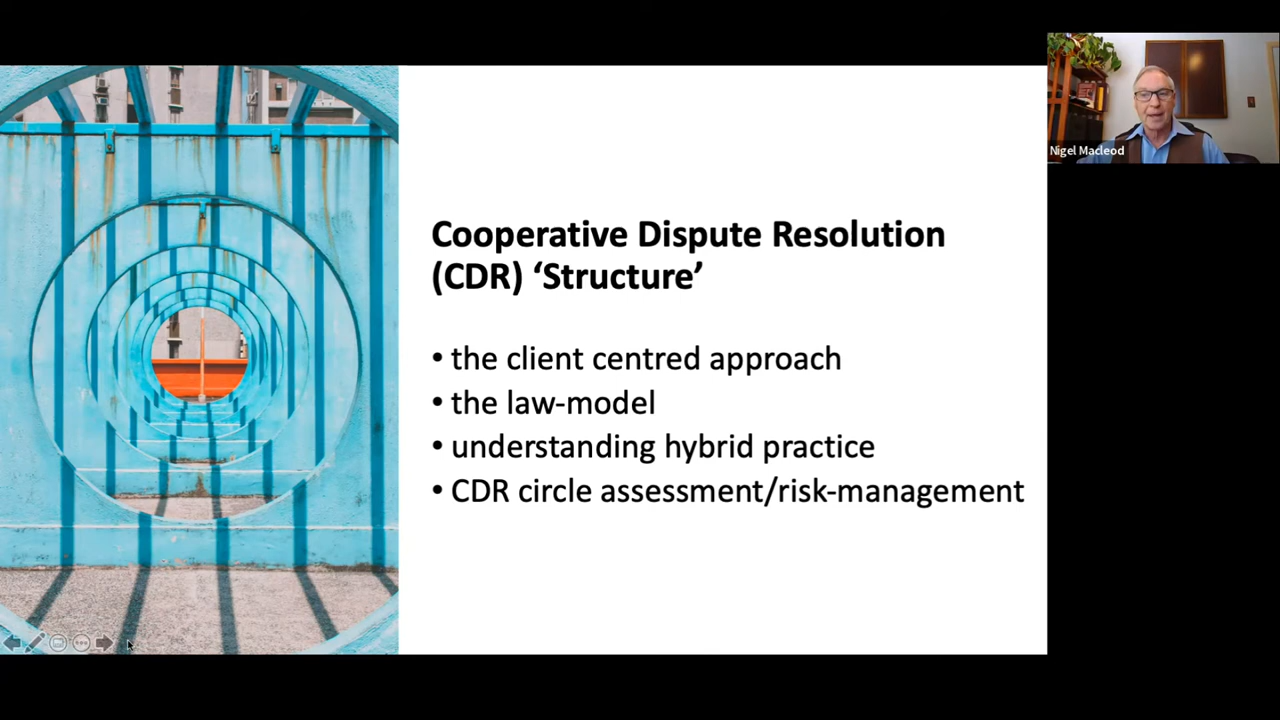 Cooperative Dispute Resolution
(CDR) ‘Structure’
• the client centred approach
• the law-model
• understanding hybrid practice
• CDR circle assessment/risk-management
Nigel Macleod